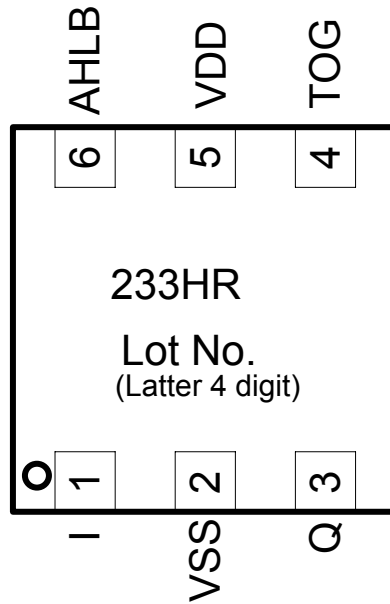 AHLB VDD TOG
6 5 4
233HR
Lot No.
(Latter 4 digit)
1 2 3
I VSS Q